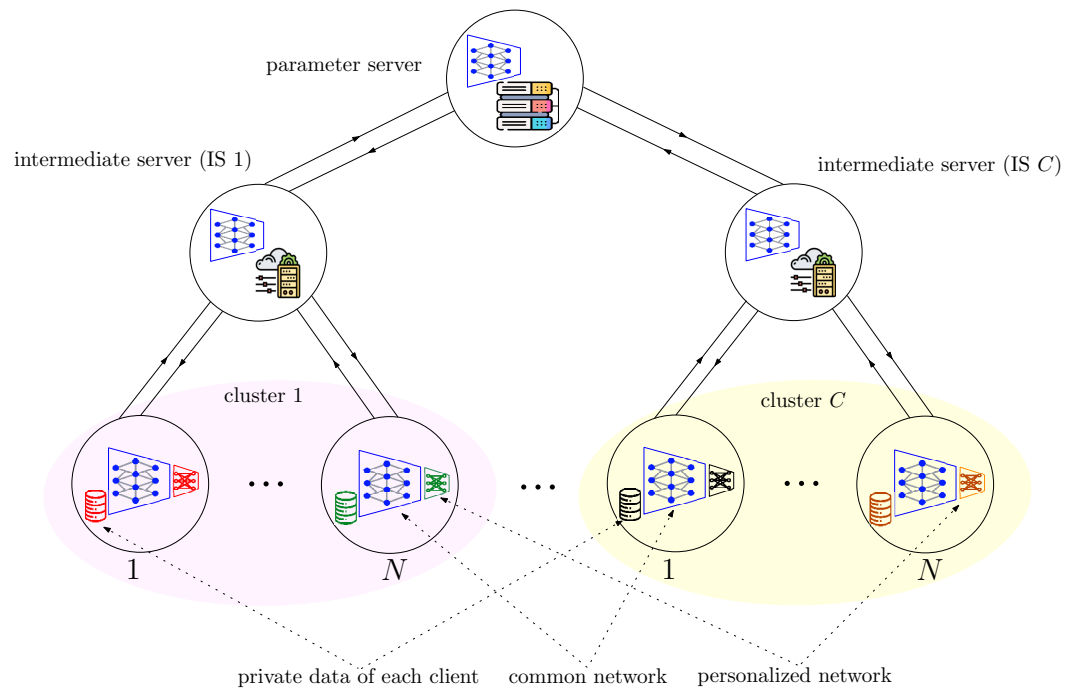 parameter server
intermediate server (IS 1)
intermediate server (IS C)
cluster 1
cluster C
1
N
1
N
private data of each client
common network
personalized network